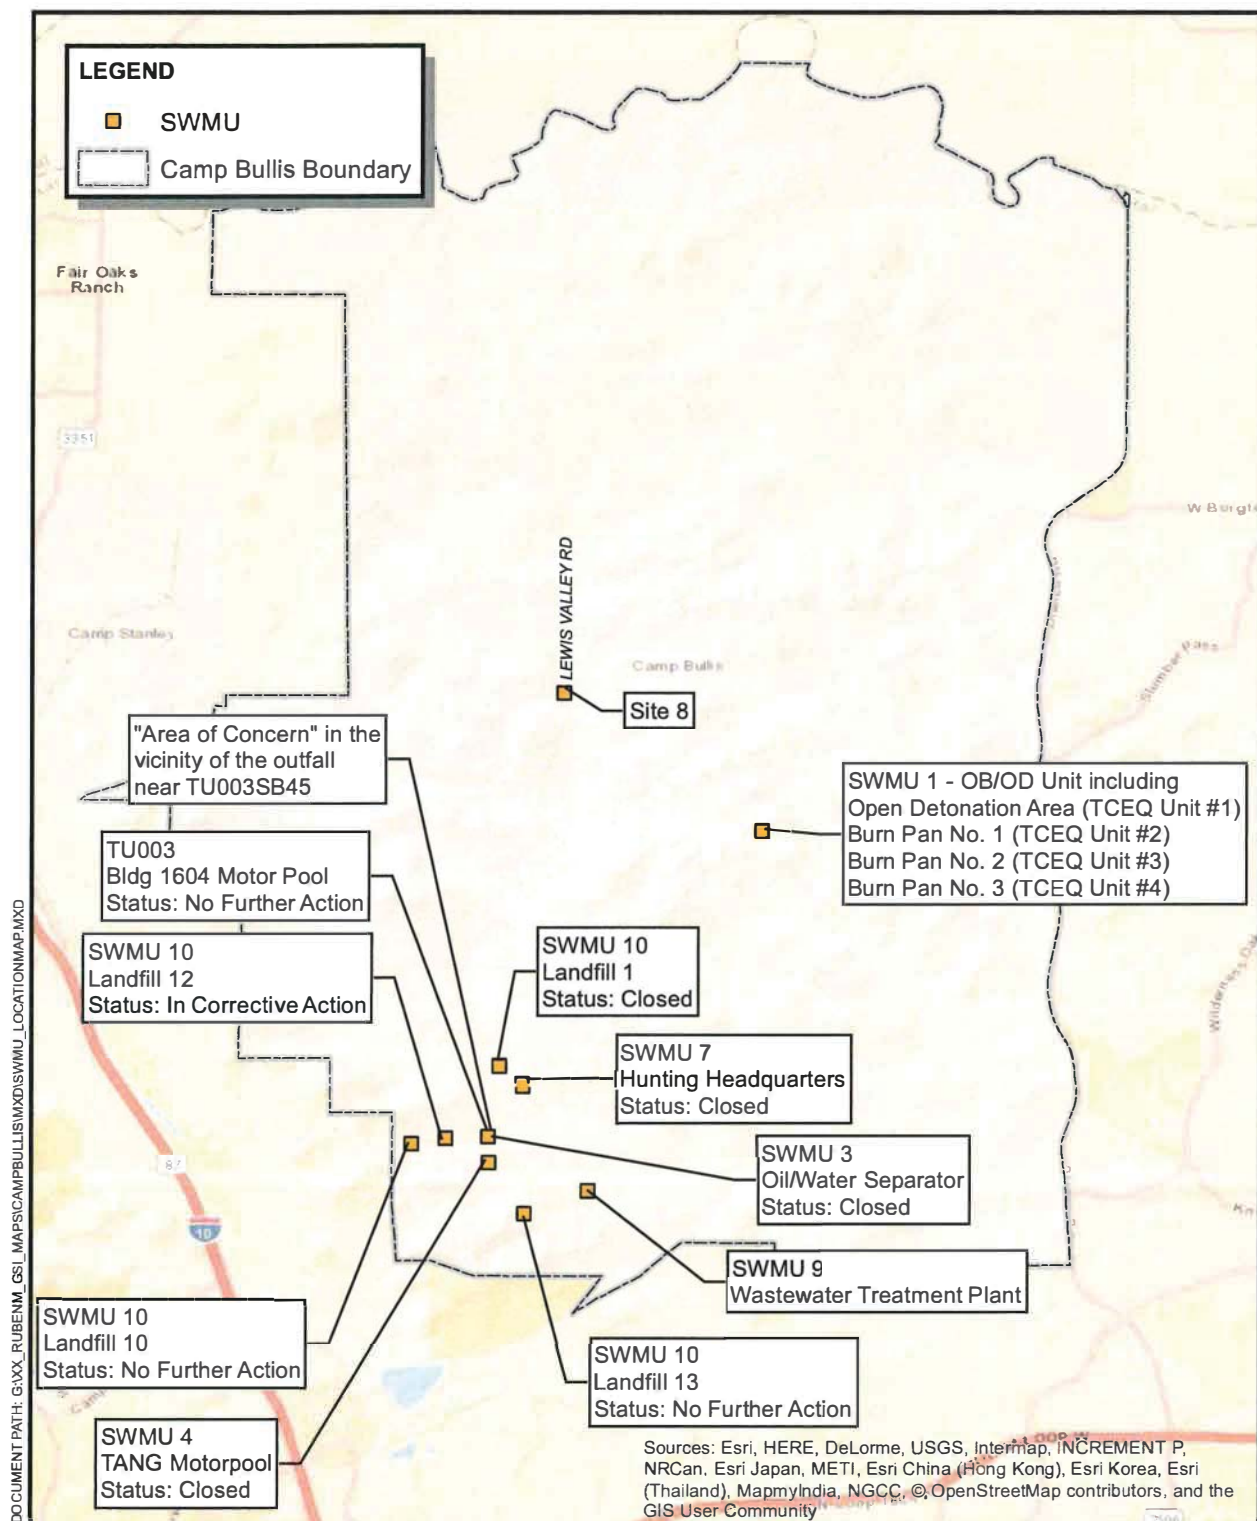 LEGEND
SWMU
Camp Bullis Boundary
Fair Oaks
Ranch
3351
W Borgf
LEWIS VALLEY RD
Camp Stanley
Camp Bullis
Slumber Pass
Site 8
"Area of Concern" in the
vicinity of the outfall
near TU003SB45
SWMU 1 - OB/OD Unit including
Open Detonation Area (TCEQ Unit #1)
Burn Pan No. 1 (TCEQ Unit #2)
Burn Pan No. 2 (TCEQ Unit #3)
Burn Pan No. 3 (TCEQ Unit #4)
TU003
Bldg 1604 Motor Pool
Status: No Further Action
SWMU 10
Landfill 12
Status: In Corrective Action
SWMU 10
Landfill 1
Status: Closed
SWMU 7
Hunting Headquarters
Status: Closed
SWMU 3
Oil/Water Separator
Status: Closed
87
10
SWMU 9
Wastewater Treatment Plant
SWMU 10
Landfill 10
Status: No Further Action
SWMU 10
Landfill 13
Status: No Further Action
SWMU 4
TANG Motorpool
Status: Closed
Sources: Esri, HERE, DeLorme, USGS, Intermap, INCREMENT P,
NRCan, Esri Japan, METI, Esri China (Hong Kong), Esri Korea, Esri
(Thailand), MapmyIndia, NGCC, © OpenStreetMap contributors, and the
GIS User Community
DOCUMENT PATH: G:\XX_RUBENM_GSI_MAPS\CAMPBULLIS\MXD\SWMU_LOCATIONMAP.MXD